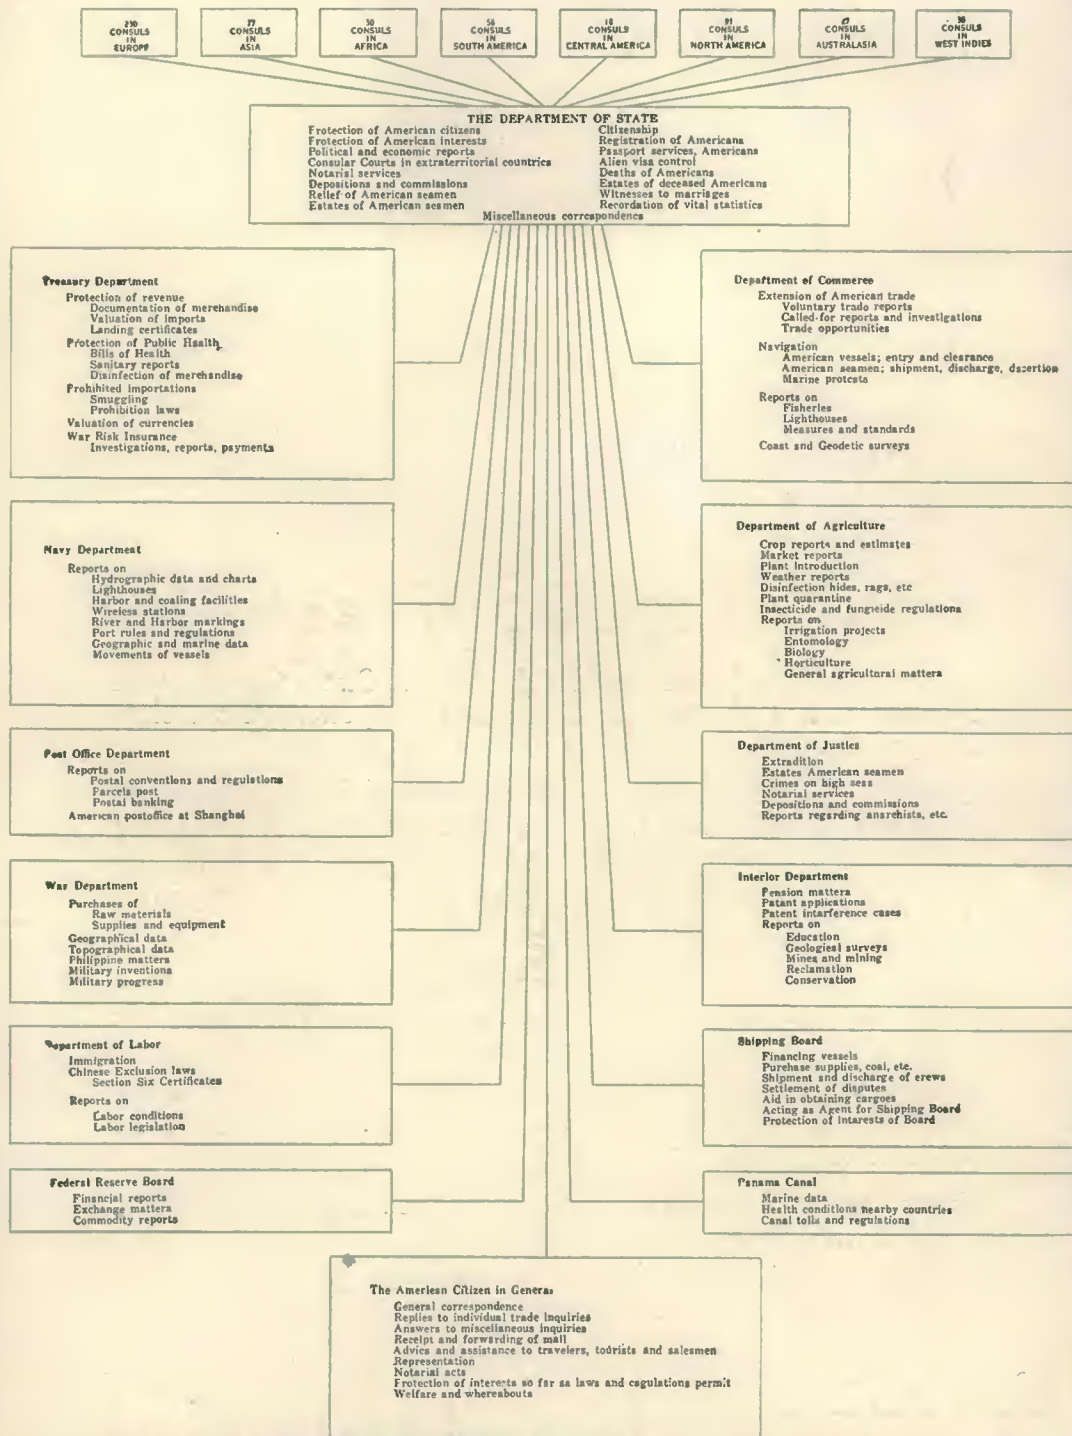 CONSULS
IN
EUROPE
77
CONSULS
IN
ASIA
30
CONSULS
IN
AFRICA
56
CONSULS
IN
SOUTH AMERICA
18
CONSULS
IN
CENTRAL AMERICA
91
CONSULS
IN
NORTH AMERICA
CONSULS
IN
AUSTRALASIA
CONSULS
IN
WEST INDIES
THE DEPARTMENT OF STATE
Protection of American citizens
Protection of American interests
Political and economic reports
Consular Courts in extraterritorial countries
Notarial services
Depositions and commissions
Relief of American seamen
Estates of American seamen
Citizenship
Registration of Americans
Passport services, Americans
Alien visa control
Deaths of Americans
Estates of deceased Americans
Witnesses to marriages
Recordation of vital statistics
Miscellaneous correspondence
Treasury Department
Protection of revenue
Documentation of merchandise
Valuation of imports
Landing certificates
Protection of Public Health
Bills of Health
Sanitary reports
Disinfection of merchandise
Prohibited importations
Smuggling
Prohibition laws
Valuation of currencies
War Risk Insurance
Investigations, reports, payments
Navy Department
Reports on
Hydrographic data and charts
Lighthouses
Harbor and coaling facilities
Wireless stations
River and Harbor markings
Port rules and regulations
Geographic and marine data
Movements of vessels
Post Office Department
Reports on
Postal conventions and regulations
Parcels post
Postal banking
American postoffice at Shanghai
War Department
Purchases of
Raw materials
Supplies and equipment
Geographical data
Topographical data
Philippine matters
Military inventions
Military progress
Department of Labor
Immigration
Chinese Exclusion laws
Section Six Certificates
Reports on
Labor conditions
Labor legislation
Federal Reserve Board
Financial reports
Exchange matters
Commodity reports
Department of Commerce
Extension of American trade
Voluntary trade reports
Called-for reports and investigations
Trade opportunities
Navigation
American vessels; entry and clearance
American seamen; shipment, discharge, desertion
Marine protests
Reports on
Fisheries
Lighthouses
Measures and standards
Coast and Geodetic surveys
Department of Agriculture
Crop reports and estimates
Market reports
Plant Introduction
Weather reports
Disinfection hides, rags, etc
Plant quarantine
Insecticide and fungicide regulations
Reports on
Irrigation projects
Entomology
Biology
Horticulture
General agricultural matters
Department of Justice
Extradition
Estates American seamen
Crimes on high seas
Notarial services
Depositions and commissions
Reports regarding anarchists, etc.
Interior Department
Pension matters
Patent applications
Patent interference cases
Reports on
Education
Geological surveys
Mines and mining
Reclamation
Conservation
Shipping Board
Financing vessels
Purchase supplies, coal, etc.
Shipment and discharge of crews
Settlement of disputes
Aid in obtaining cargoes
Acting as Agent for Shipping Board
Protection of interests of Board
Panama Canal
Marine data
Health conditions nearby countries
Canal tolls and regulations
The American Citizen in General
General correspondence
Replies to individual trade inquiries
Answers to miscellaneous inquiries
Receipt and forwarding of mail
Advice and assistance to travelers, tourists and salesmen
Representation
Notarial acts
Protection of interests so far as laws and regulations permit
Welfare and whereabouts